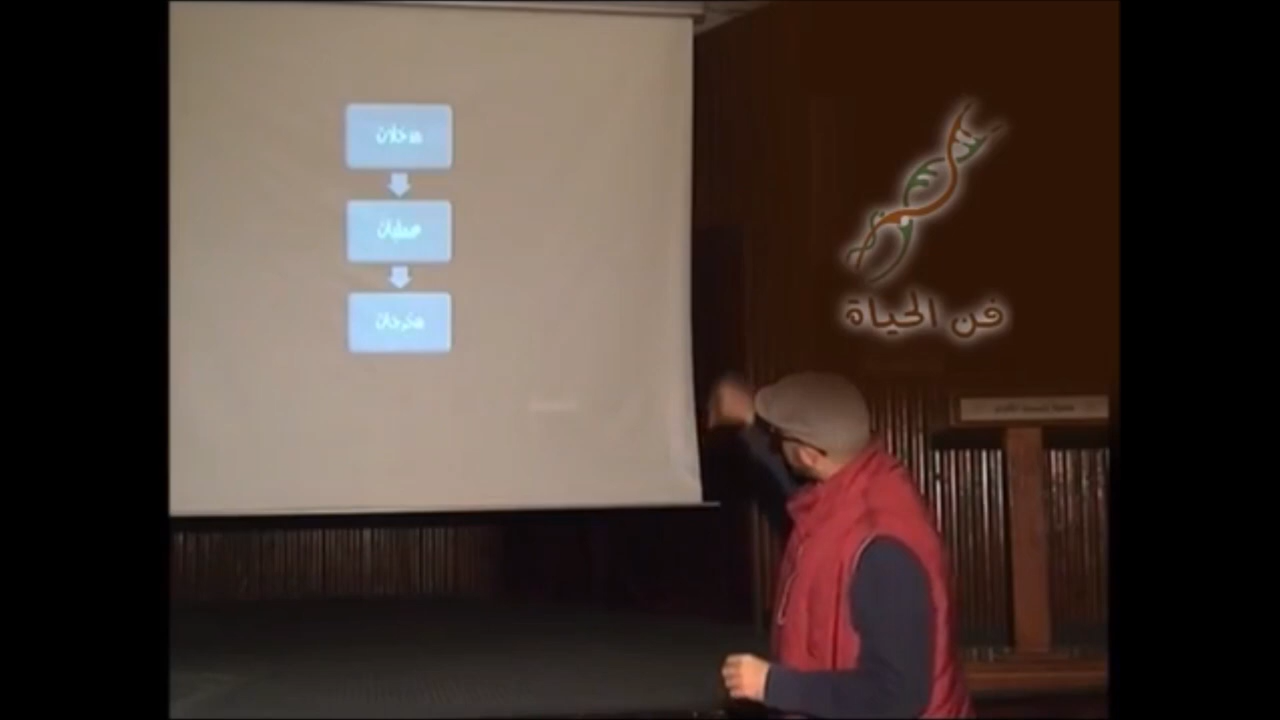 مدخلات
عمليات
مخرجات
فن الحياة